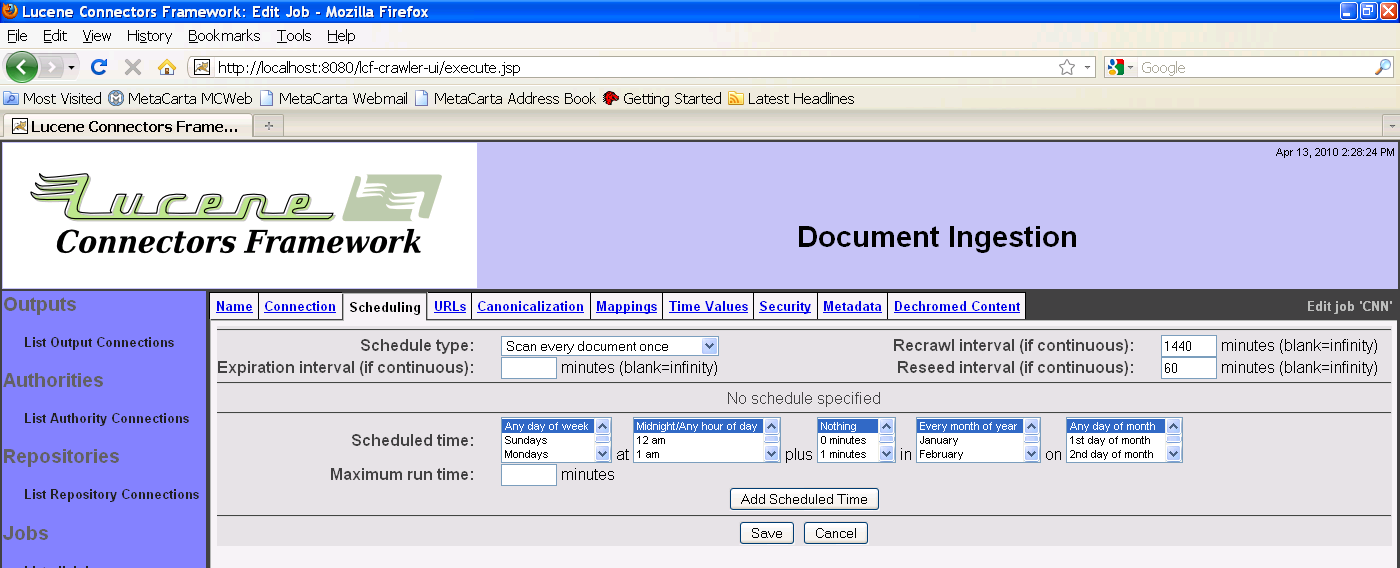 Lucene Connectors Framework: Edit Job - Mozilla Firefox
File Edit View History Bookmarks Tools Help
http://localhost:8080/lcf-crawler-ui/execute.jsp Google
Most Visited MetaCarta MCWeb MetaCarta Webmail MetaCarta Address Book Getting Started Latest Headlines
Lucene Connectors Frame...
Apr 13, 2010 2:28:24 PM
Lucene
Connectors Framework
Document Ingestion
Outputs
List Output Connections
Authorities
List Authority Connections
Repositories
List Repository Connections
Jobs
Name Connection Scheduling URLs Canonicalization Mappings Time Values Security Metadata Dechromed Content Edit job 'CNN'
Schedule type: Scan every document once Recrawl interval (if continuous): 1440 minutes (blank=infinity)
Expiration interval (if continuous): minutes (blank=infinity) Reseed interval (if continuous): 60 minutes (blank=infinity)
No schedule specified
Scheduled time: Any day of week Sundays Mondays at Midnight/Any hour of day 12 am 1 am plus Nothing 0 minutes 1 minutes in Every month of year January February on Any day of month 1st day of month 2nd day of month
Maximum run time: minutes
Add Scheduled Time
Save Cancel